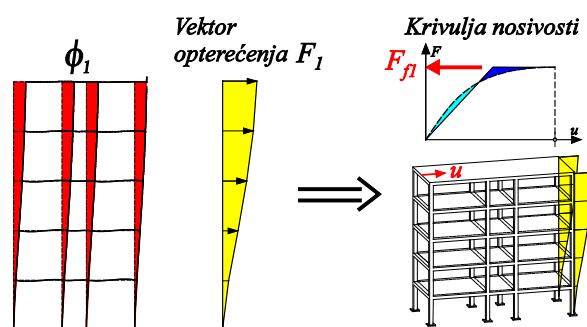 ϕ1
Vektor
opterećenja F1
Krivulja nosivosti
F
Ff1
u
u